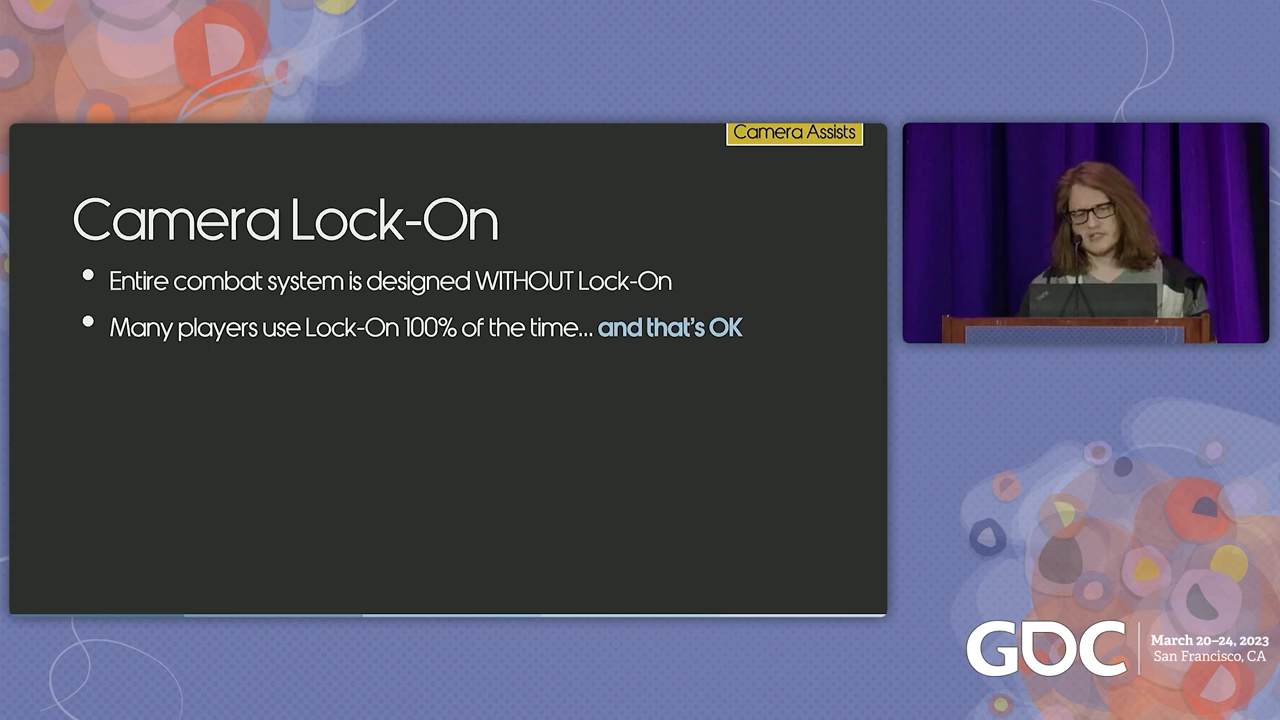 Camera Assists
Camera Lock-On
Entire combat system is designed WITHOUT Lock-On
Many players use Lock-On 100% of the time... and that's OK
GDC
March 20–24, 2023
San Francisco, CA